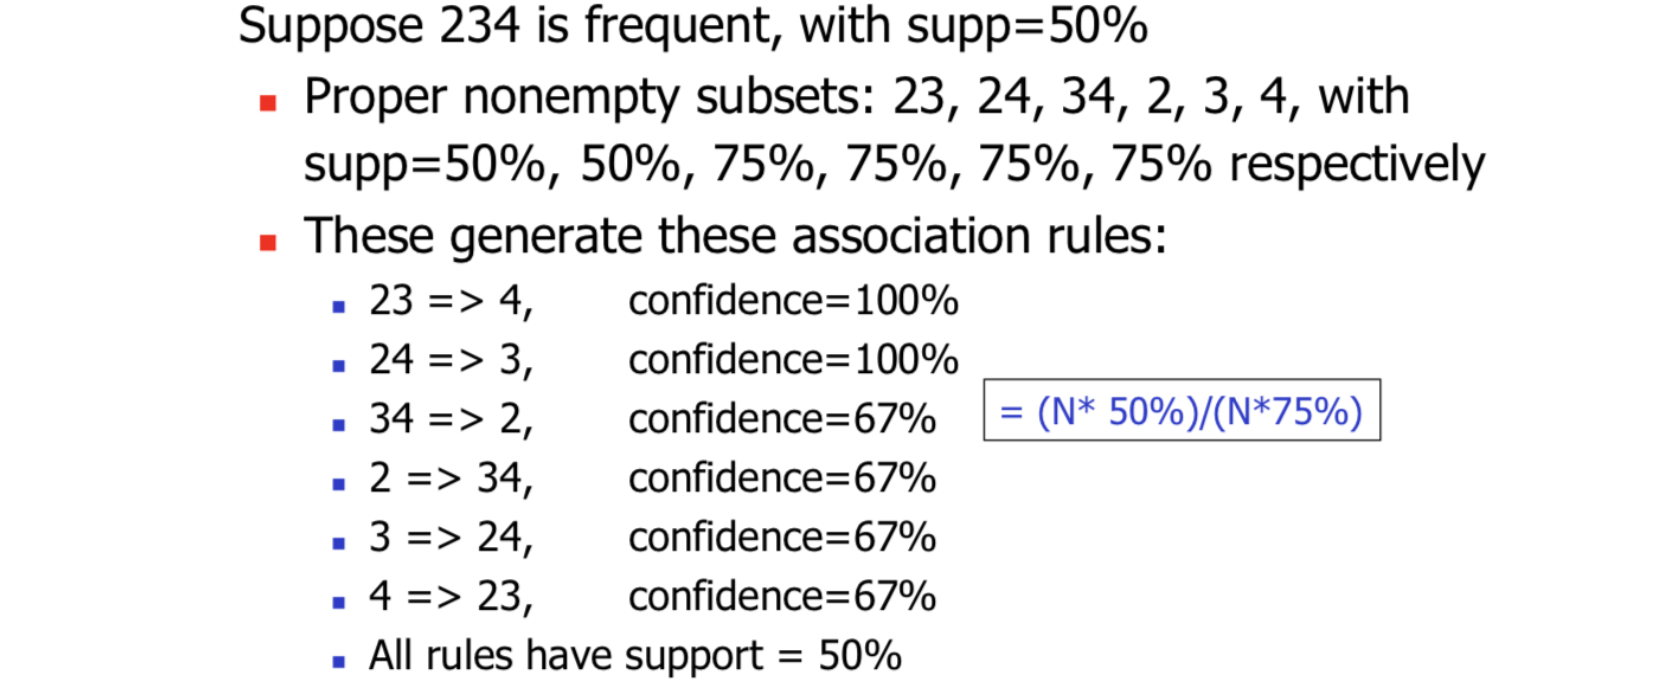 Suppose 234 is frequent, with supp=50%
Proper nonempty subsets: 23, 24, 34, 2, 3, 4, with
supp=50%, 50%, 75%, 75%, 75%, 75% respectively
These generate these association rules:
23 => 4, confidence=100%
24 => 3, confidence=100%
34 => 2, confidence=67% = (N* 50%)/(N*75%)
2 => 34, confidence=67%
3 => 24, confidence=67%
4 => 23, confidence=67%
All rules have support = 50%